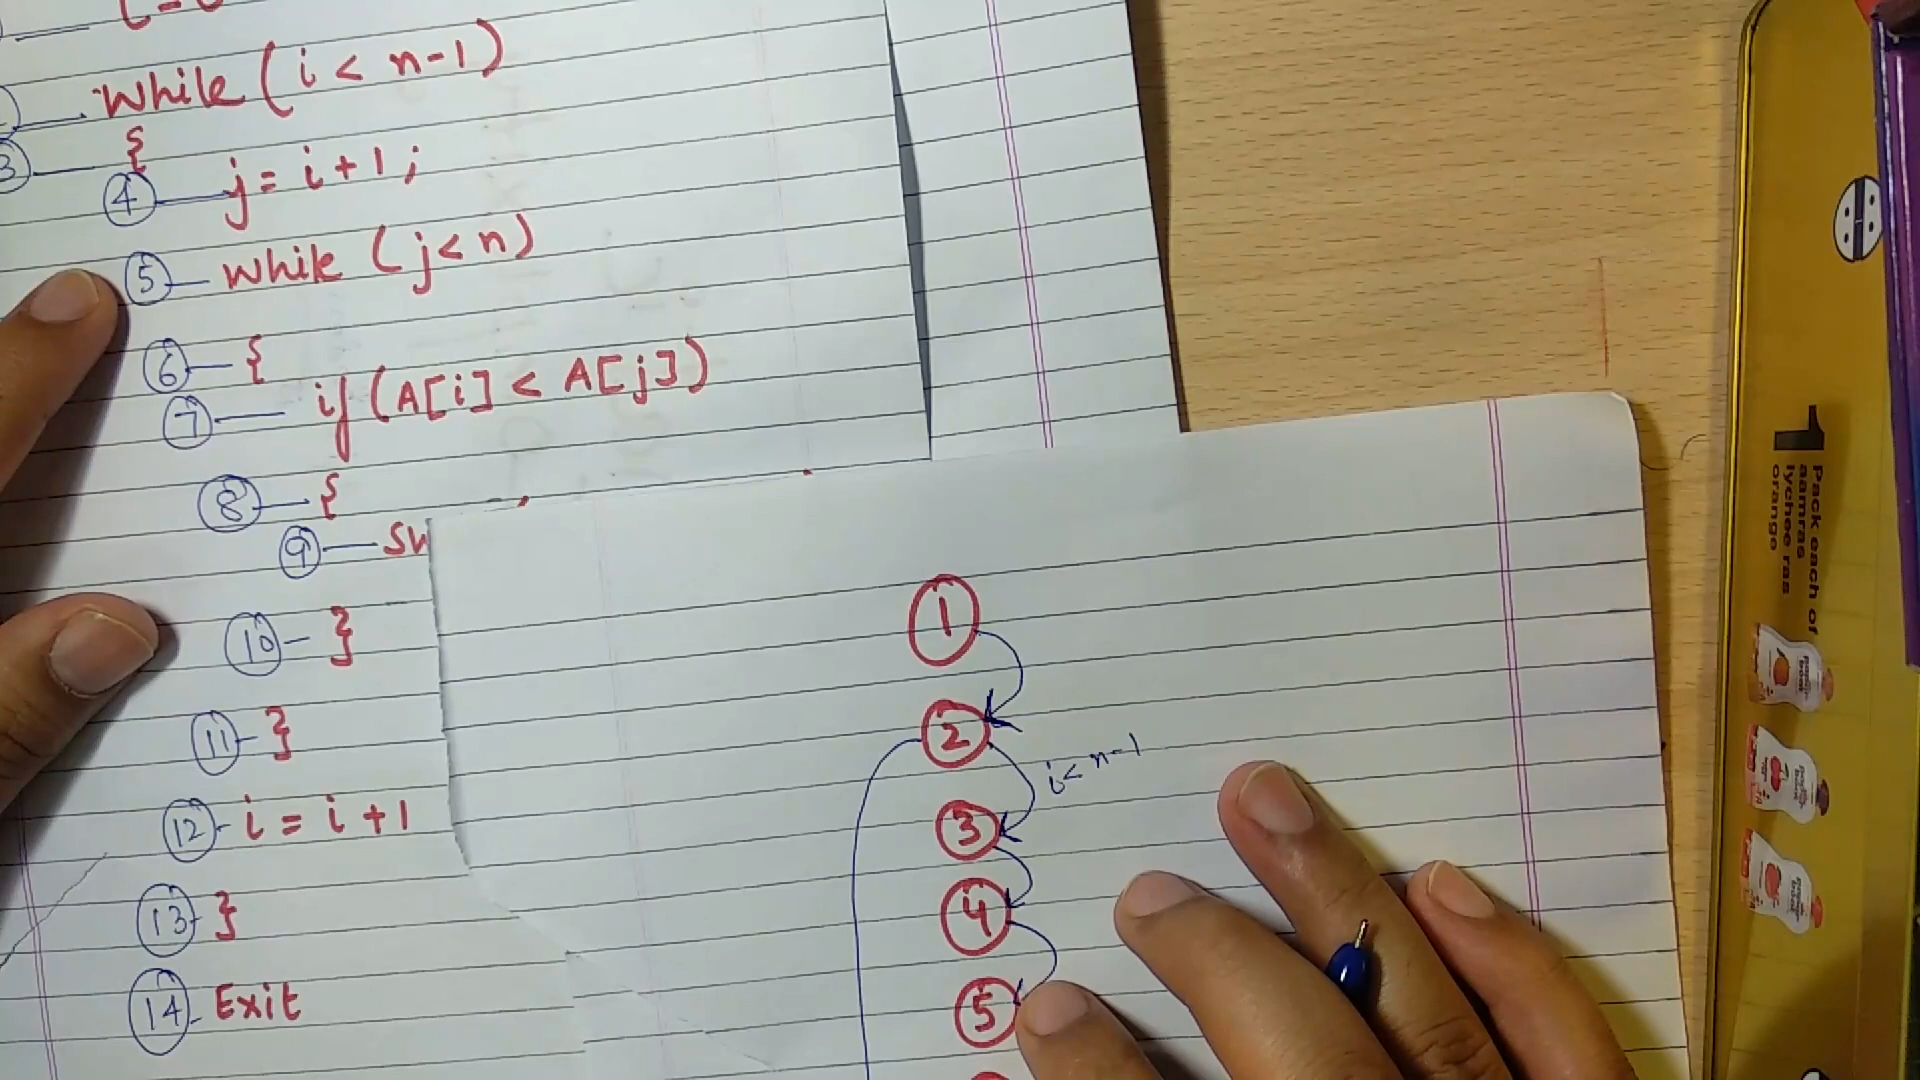 while (i < n-1)
3 {
4 j = i + 1 ;
5 while (j < n)
6 {
7 if (A[i] < A[j])
8 {
9
10 }
11 }
12 i = i + 1
13 }
14 Exit
1
2
i < n-1
3
4
5
1
Pack each of
aamras
lychee ras
orange